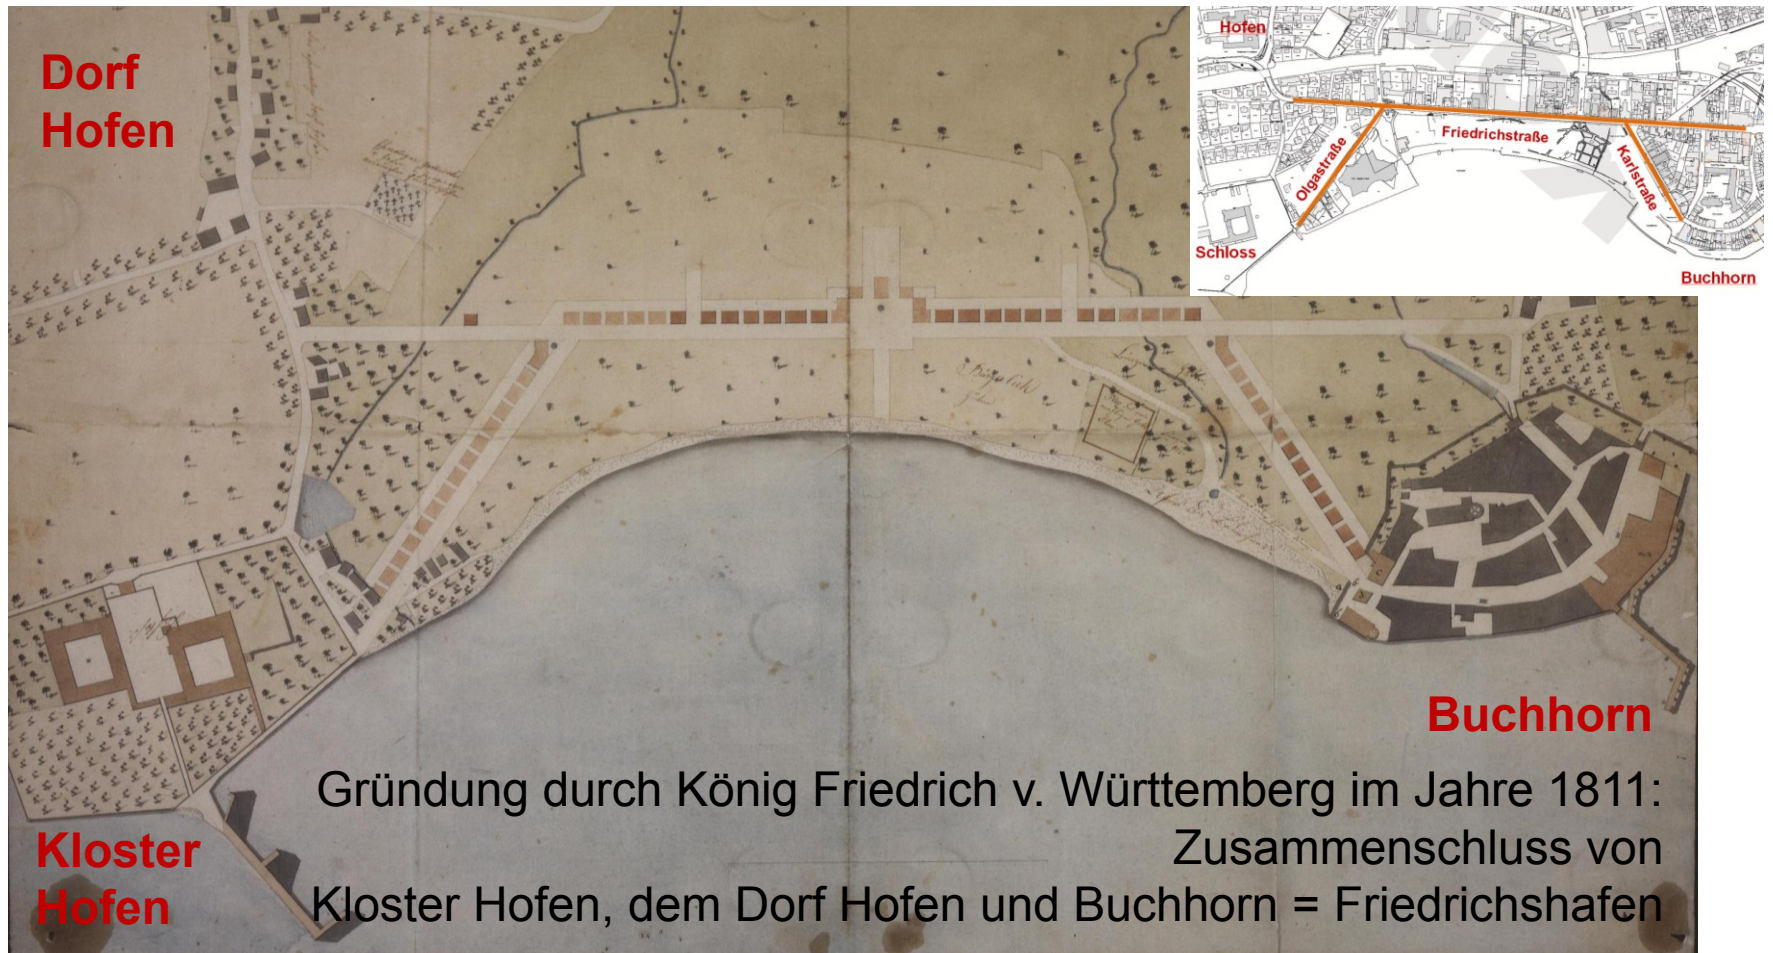 Dorf
Hofen
Hofen
Friedrichstraße
Olgastraße
Karlstraße
Schloss
Buchhorn
Buchhorn
Gründung durch König Friedrich v. Württemberg im Jahre 1811:
Zusammenschluss von
Kloster Hofen, dem Dorf Hofen und Buchhorn = Friedrichshafen
Kloster
Hofen